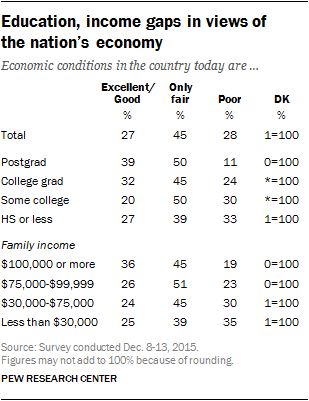 Education, income gaps in views of
the nation's economy
Economic conditions in the country today are ...
Excellent/ Only
Good fair Poor DK
% % % %
Total 27 45 28 1=100
Postgrad 39 50 11 0=100
College grad 32 45 24 *=100
Some college 20 50 30 *=100
HS or less 27 39 33 1=100
Family income
$100,000 or more 36 45 19 0=100
$75,000-$99,999 26 51 23 0=100
$30,000-$75,000 24 45 30 1=100
Less than $30,000 25 39 35 1=100
Source: Survey conducted Dec. 8-13, 2015.
Figures may not add to 100% because of rounding.
PEW RESEARCH CENTER